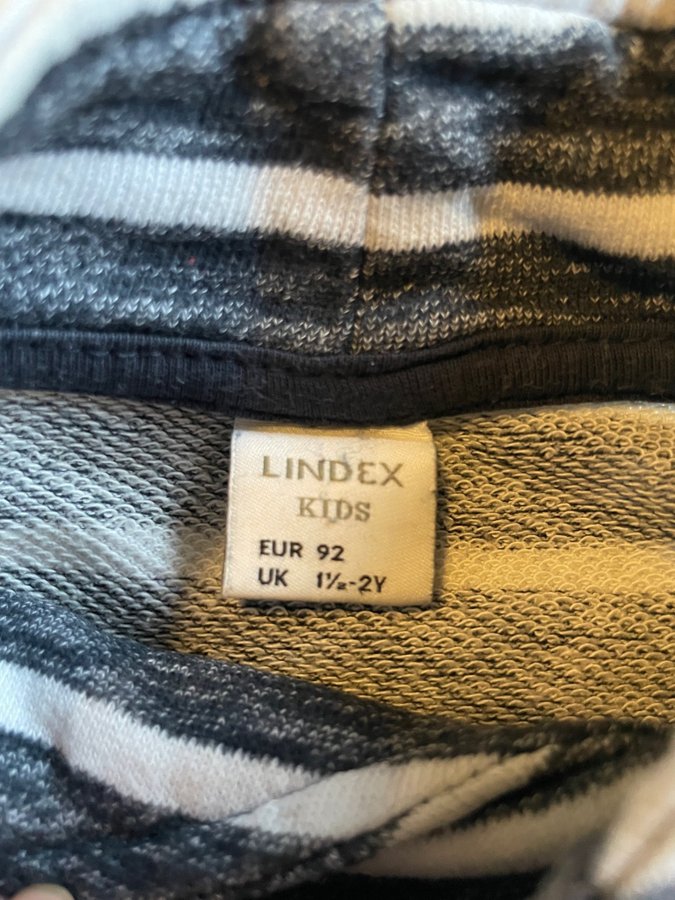 LINDEX
KIDS
EUR 92
UK 1½-2Y